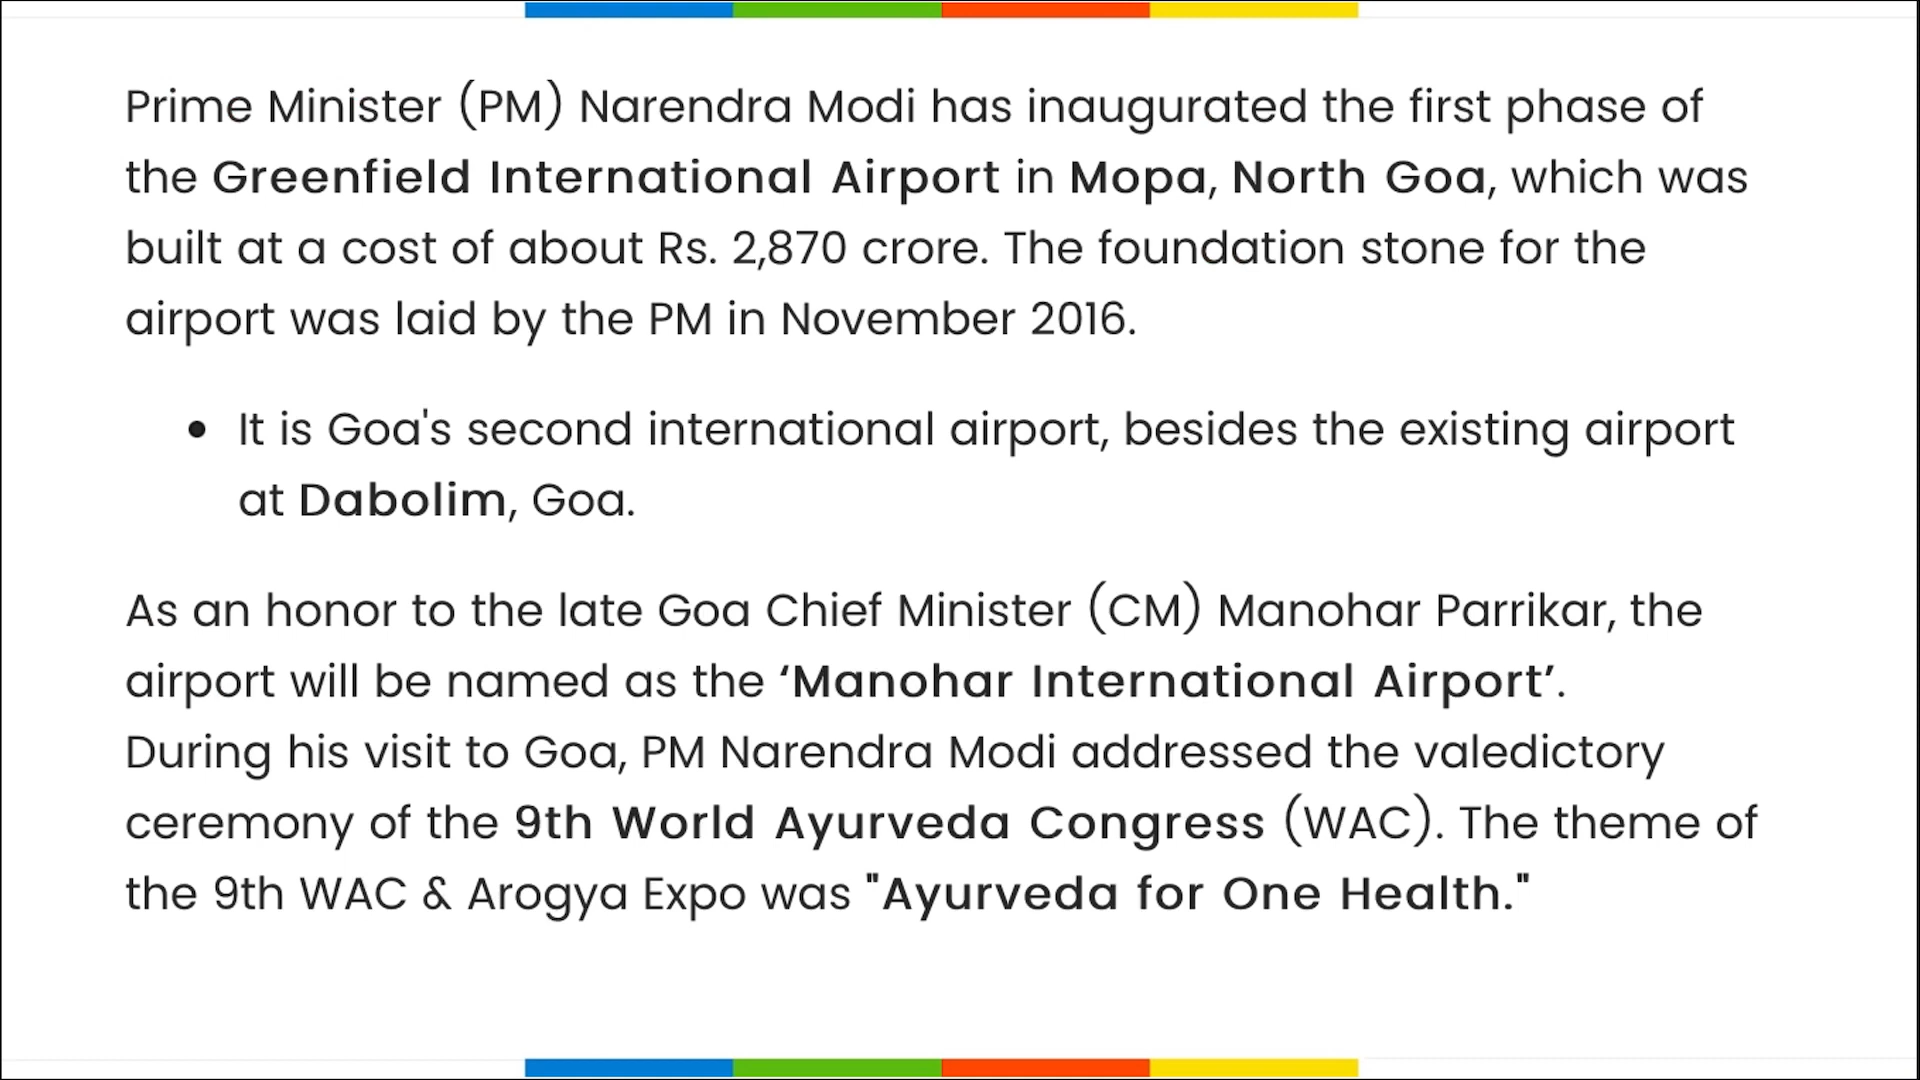 Prime Minister (PM) Narendra Modi has inaugurated the first phase of
the Greenfield International Airport in Mopa, North Goa, which was
built at a cost of about Rs. 2,870 crore. The foundation stone for the
airport was laid by the PM in November 2016.
• It is Goa's second international airport, besides the existing airport
at Dabolim, Goa.
As an honor to the late Goa Chief Minister (CM) Manohar Parrikar, the
airport will be named as the ‘Manohar International Airport’.
During his visit to Goa, PM Narendra Modi addressed the valedictory
ceremony of the 9th World Ayurveda Congress (WAC). The theme of
the 9th WAC & Arogya Expo was "Ayurveda for One Health."